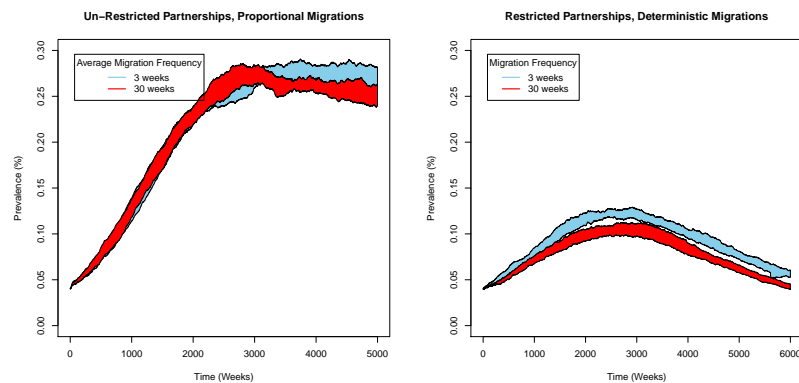 Un−Restricted Partnerships, Proportional Migrations
Average Migration Frequency
3 weeks
30 weeks
Prevalence (%)
0.00
0.05
0.10
0.15
0.20
0.25
0.30
0 1000 2000 3000 4000 5000
Time (Weeks)
Restricted Partnerships, Deterministic Migrations
Migration Frequency
3 weeks
30 weeks
Prevalence (%)
0.00
0.05
0.10
0.15
0.20
0.25
0.30
0 1000 2000 3000 4000 5000 6000
Time (Weeks)